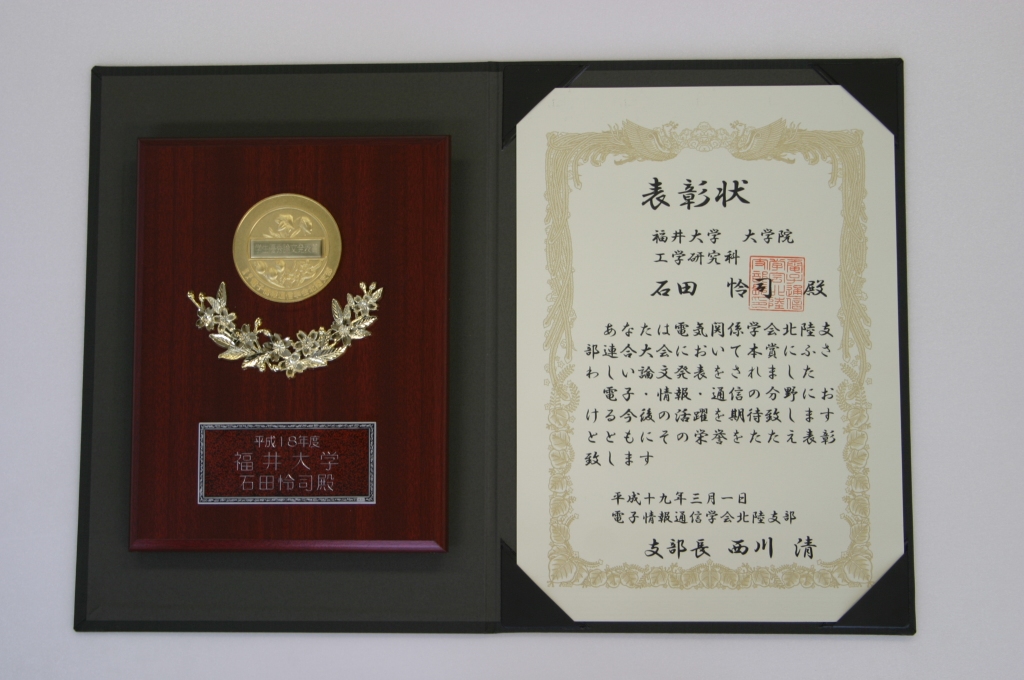 平成18年度
福井大学
石田怜司殿
表彰状
福井大学 大学院
工学研究科
石田 怜司 殿
あなたは電気関係学会北陸支
部連合大会において本賞にふさ
わしい論文発表をされました
電子・情報・通信の分野にお
ける今後の活躍を期待致します
とともにその栄誉をたたえ表彰
致します
平成十九年三月一日
電子情報通信学会北陸支部
支部長 西川 清